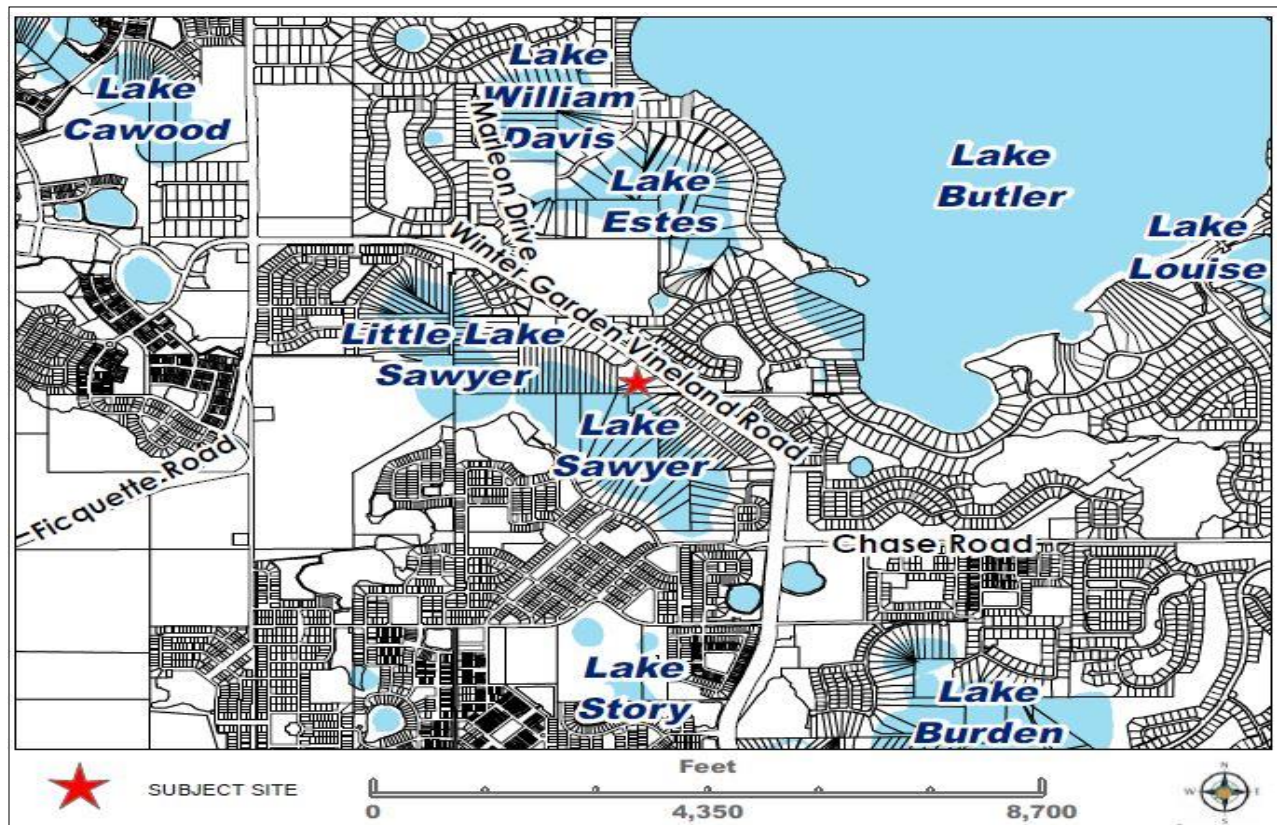 Lake
Cawood
Lake
William
Davis
Marleon Drive
Lake
Estes
Lake
Butler
Lake
Louise
Winter Garden-Vineland Road
Little Lake
Sawyer
Lake
Sawyer
Ficquette Road
Chase Road
Lake
Story
Lake
Burden
SUBJECT SITE
Feet
0
4,350
8,700
N
W
E
S